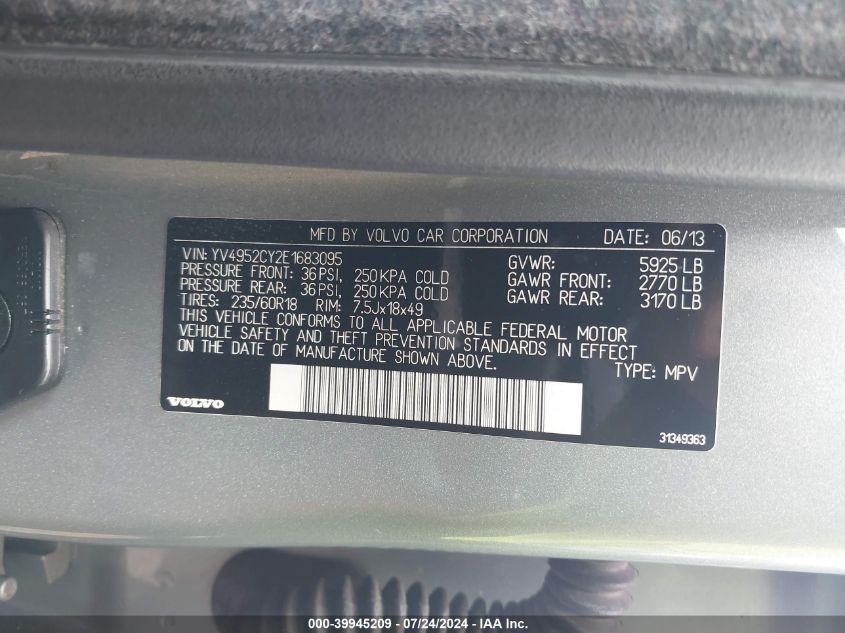 MFD BY VOLVO CAR CORPORATION DATE: 06/13
VIN: YV4952CY2E1683095
PRESSURE FRONT: 36 PSI, 250 KPA COLD
PRESSURE REAR: 36 PSI, 250 KPA COLD
TIRES: 235/60R18 RIM: 7.5Jx18x49
GVWR: 5925 LB
GAWR FRONT: 2770 LB
GAWR REAR: 3170 LB
THIS VEHICLE CONFORMS TO ALL APPLICABLE FEDERAL MOTOR
VEHICLE SAFETY AND THEFT PREVENTION STANDARDS IN EFFECT
ON THE DATE OF MANUFACTURE SHOWN ABOVE.
TYPE: MPV
VOLVO
31349363
000-39945209 - 07/24/2024 - IAA Inc.